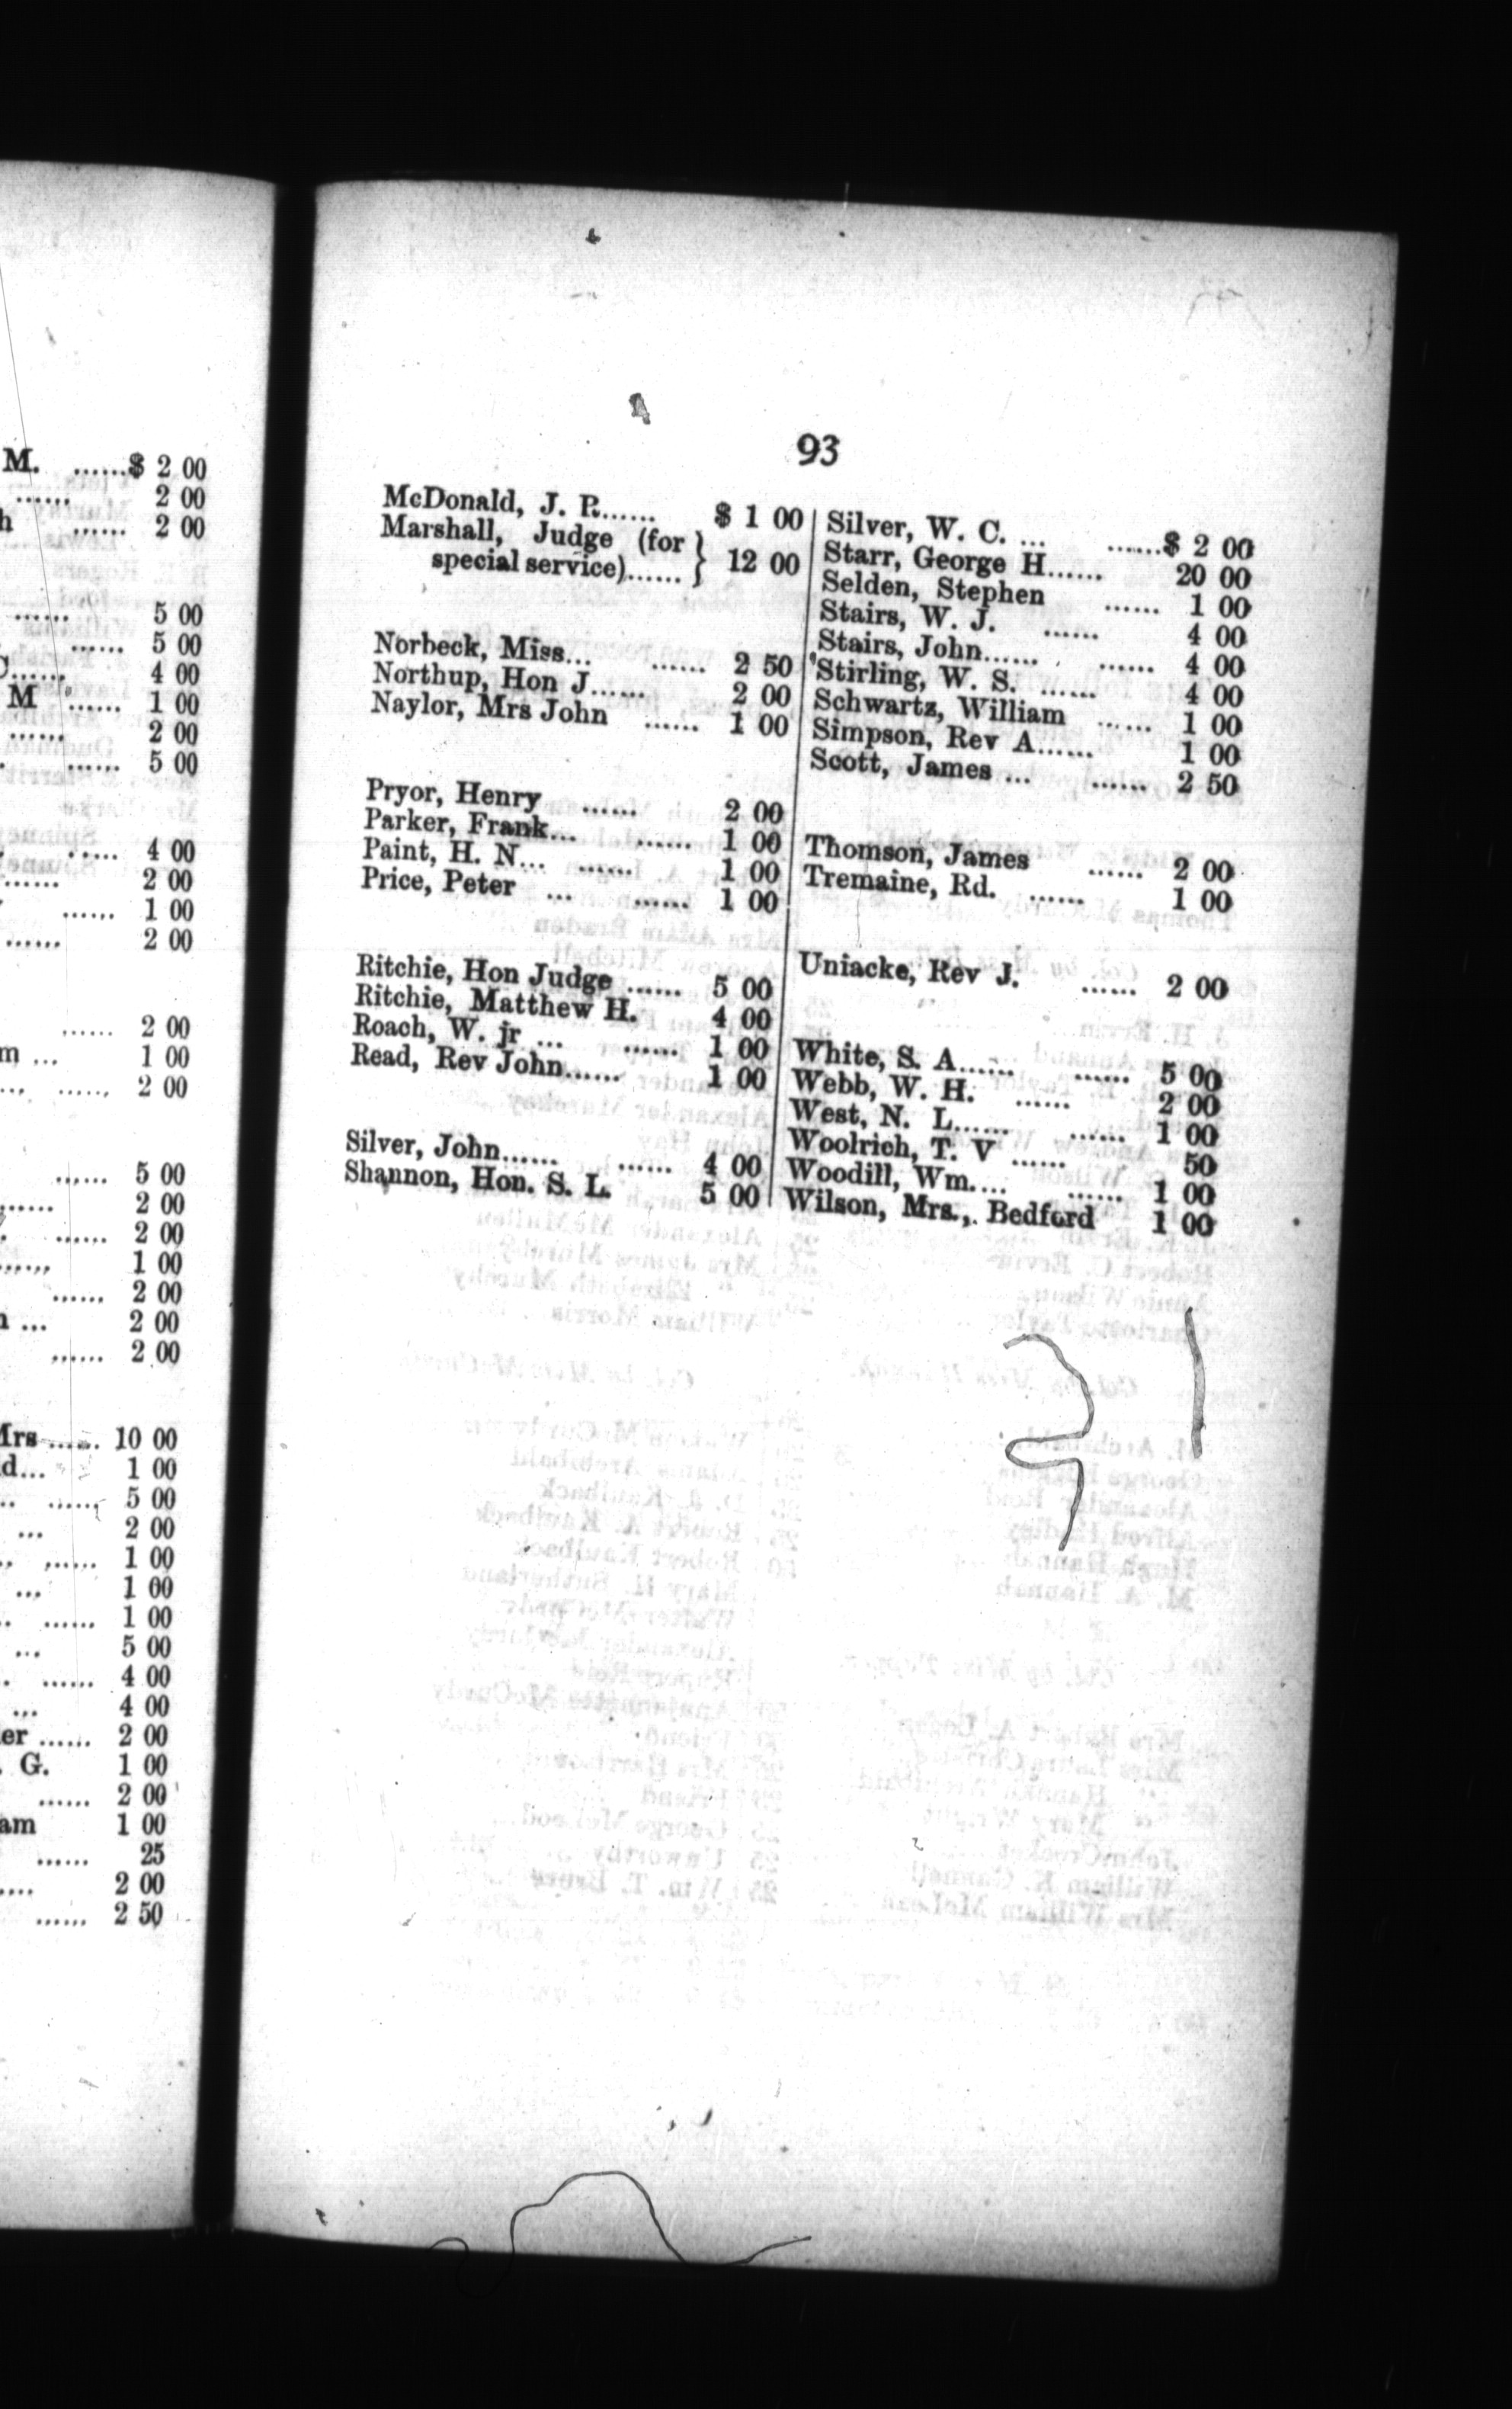 M. ......$ 2 00
...... 2 00
h ...... 2 00
...... 5 00
...... 5 00
C...... 4 00
M ...... 1 00
...... 2 00
. ...... 5 00
...... 4 00
...... 2 00
...... 1 00
...... 2 00
...... 2 00
m ... 1 00
... ...... 2 00
...... 5 00
...... 2 00
. ...... 2 00
...... 1 00
...... 2 00
n ... 2 00
...... 2 00
Mrs ...... 10 00
d... 1 00
.. ...... 5 00
... 2 00
.. ...... 1 00
... 1 00
.. ...... 1 00
... 5 00
. ...... 4 00
... 4 00
er ...... 2 00
. G. 1 00
...... 2 00
am 1 00
...... 25
.... 2 00
...... 2 50
93
McDonald, J. P...... $ 1 00
Marshall, Judge (for
special service)...... } 12 00
Norbeck, Miss... ...... 2 50
Northup, Hon J...... 2 00
Naylor, Mrs John ...... 1 00
Pryor, Henry ...... 2 00
Parker, Frank... ...... 1 00
Paint, H. N... ...... 1 00
Price, Peter ... ...... 1 00
Ritchie, Hon Judge ...... 5 00
Ritchie, Matthew H. 4 00
Roach, W. jr ... ...... 1 00
Read, Rev John...... 1 00
Silver, John...... ...... 4 00
Shannon, Hon. S. L. 5 00
Silver, W. C. ... ......$ 2 00
Starr, George H...... 20 00
Selden, Stephen ...... 1 00
Stairs, W. J. ...... 4 00
Stairs, John...... ...... 4 00
Stirling, W. S. ...... 4 00
Schwartz, William ...... 1 00
Simpson, Rev A...... 1 00
Scott, James ... ...... 2 50
Thomson, James ...... 2 00
Tremaine, Rd. ...... 1 00
Uniacke, Rev J. ...... 2 00
White, S. A...... ...... 5 00
Webb, W. H. ...... 2 00
West, N. L...... ...... 1 00
Woolrich, T. V ...... 50
Woodill, Wm.... ...... 1 00
Wilson, Mrs., Bedford 1 00